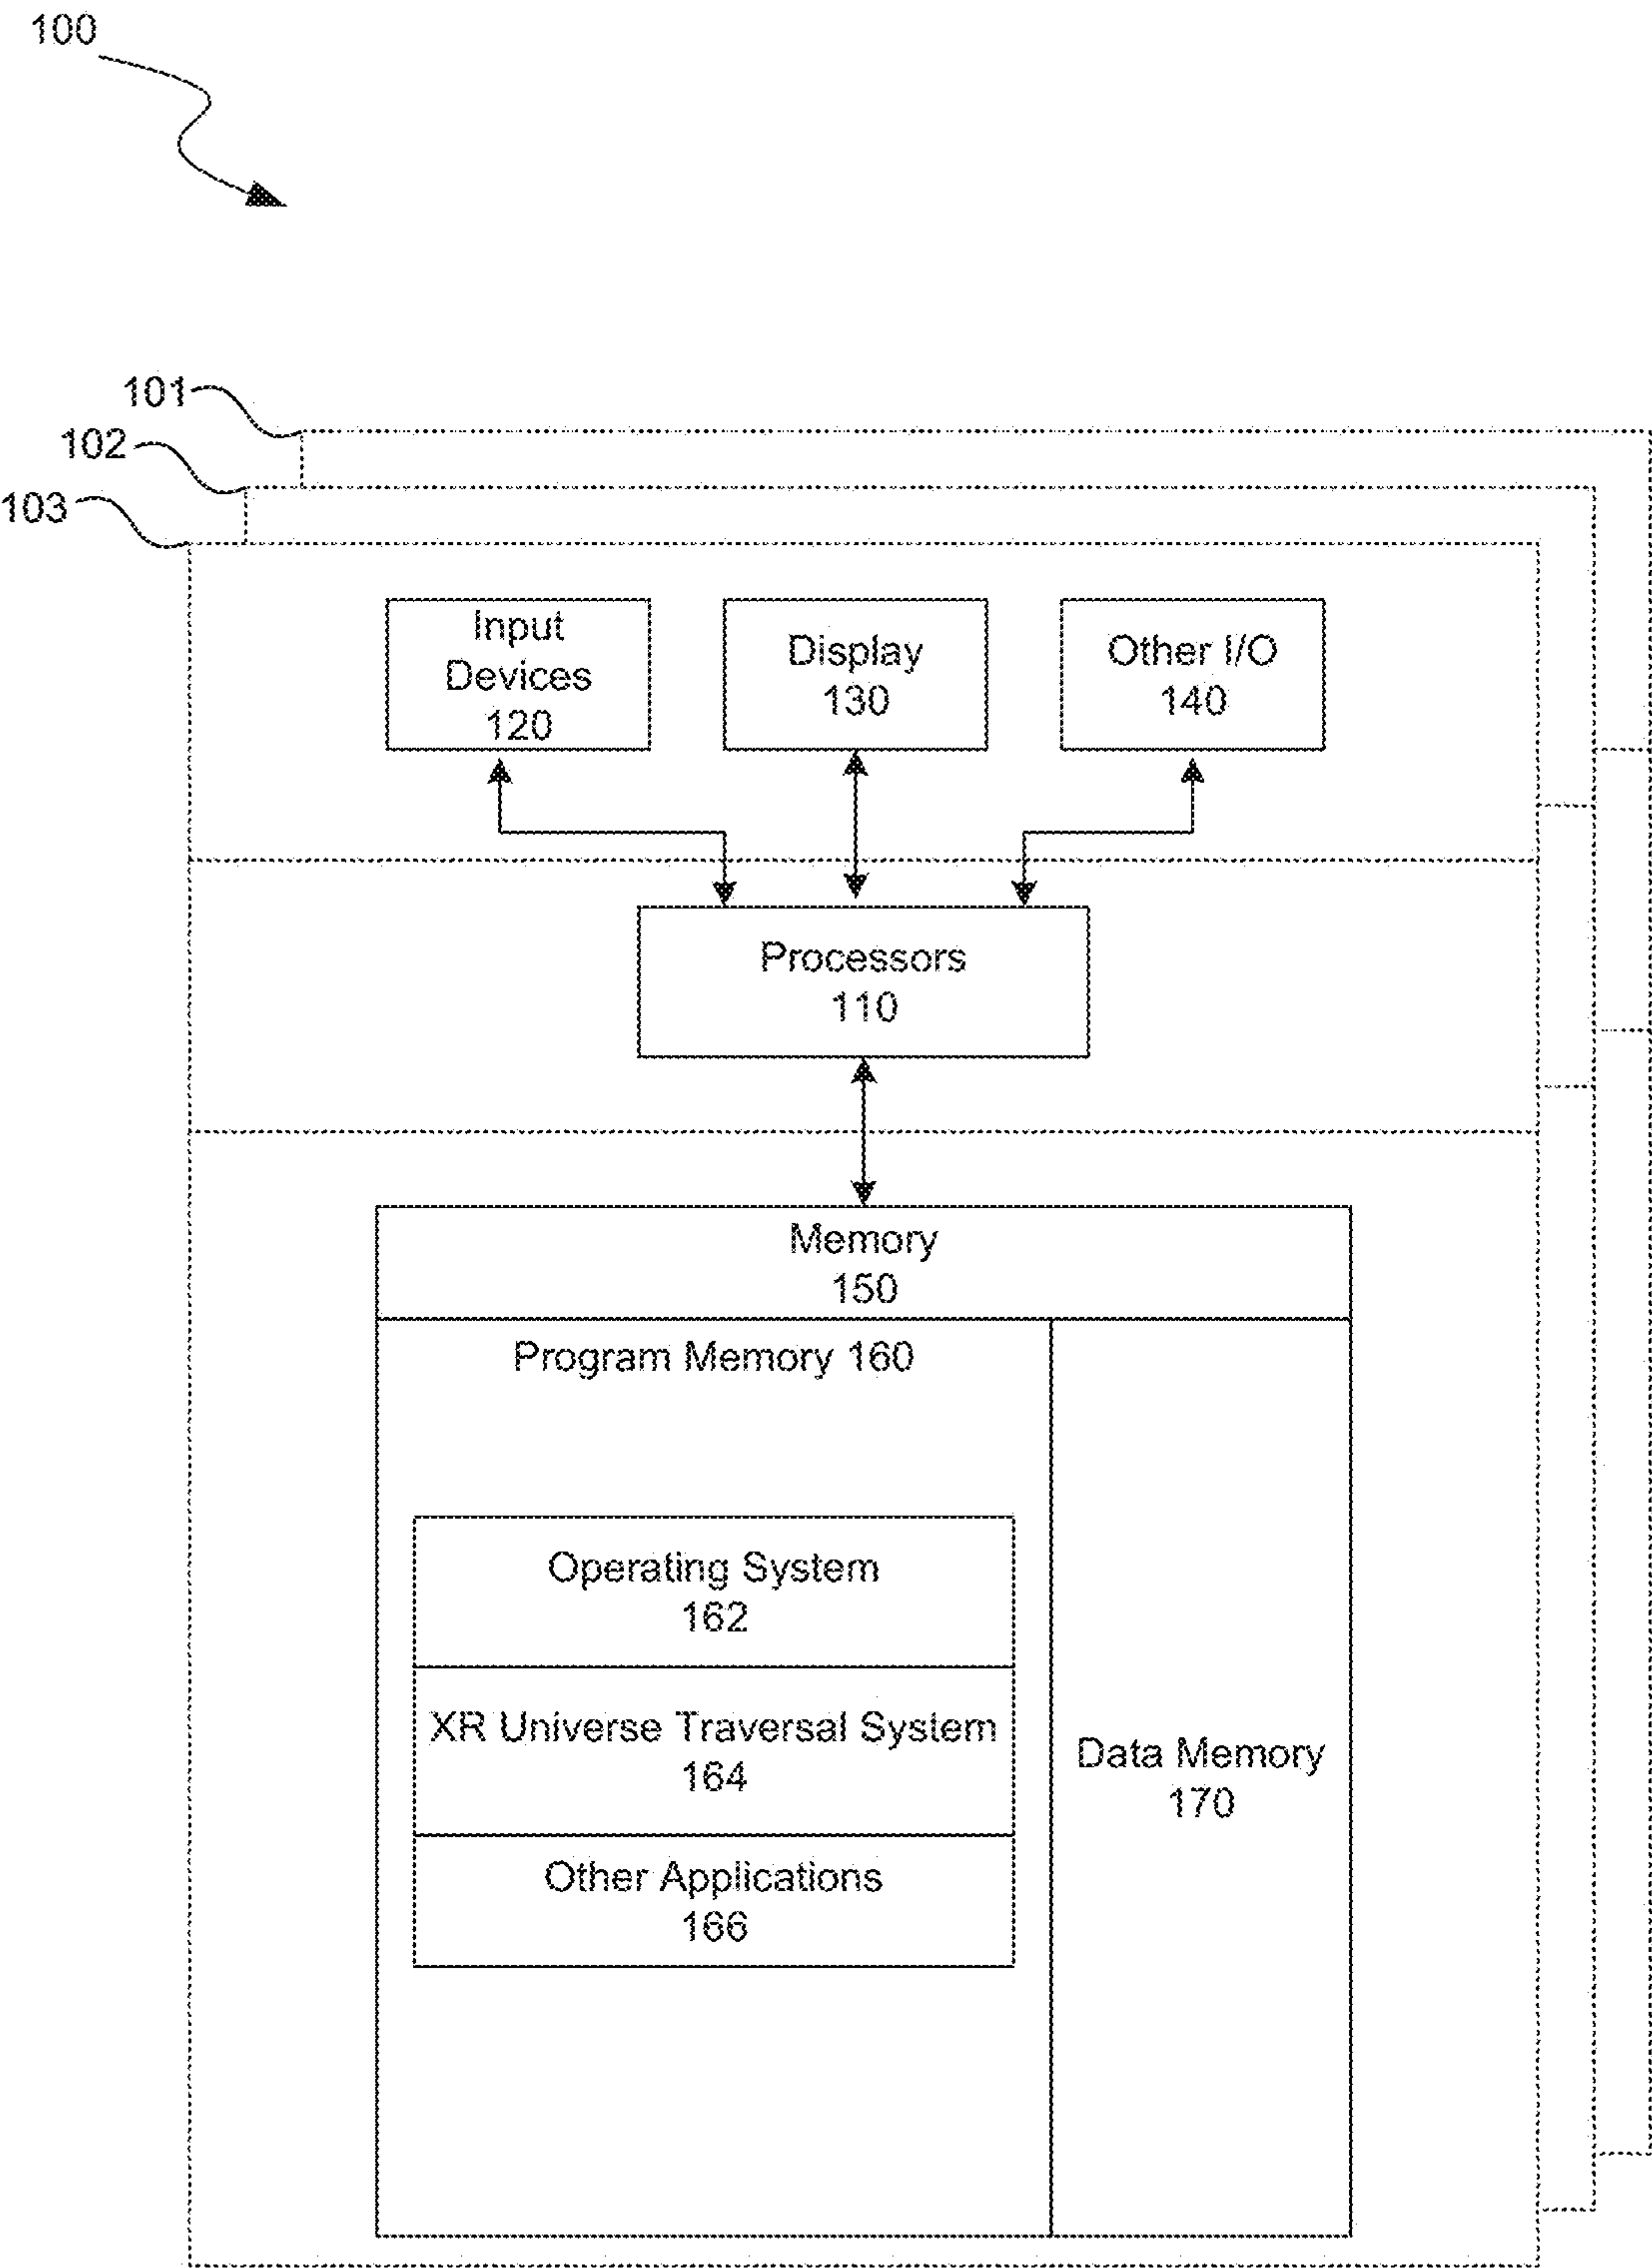 100
101
102
103
Input
Devices
120
Display
130
Other I/O
140
Processors
110
Memory
150
Program Memory 160
Operating System
162
XR Universe Traversal System
164
Other Applications
166
Data Memory
170